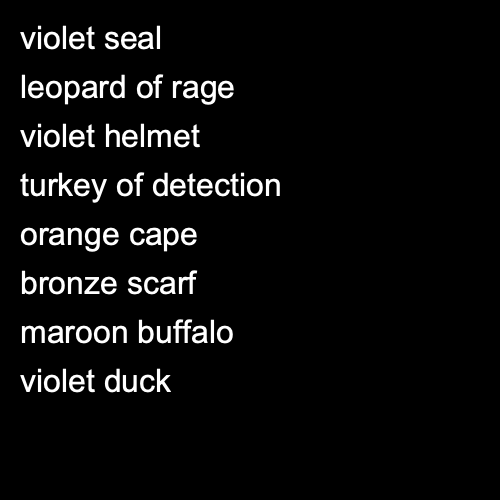 violet seal
leopard of rage
violet helmet
turkey of detection
orange cape
bronze scarf
maroon buffalo
violet duck